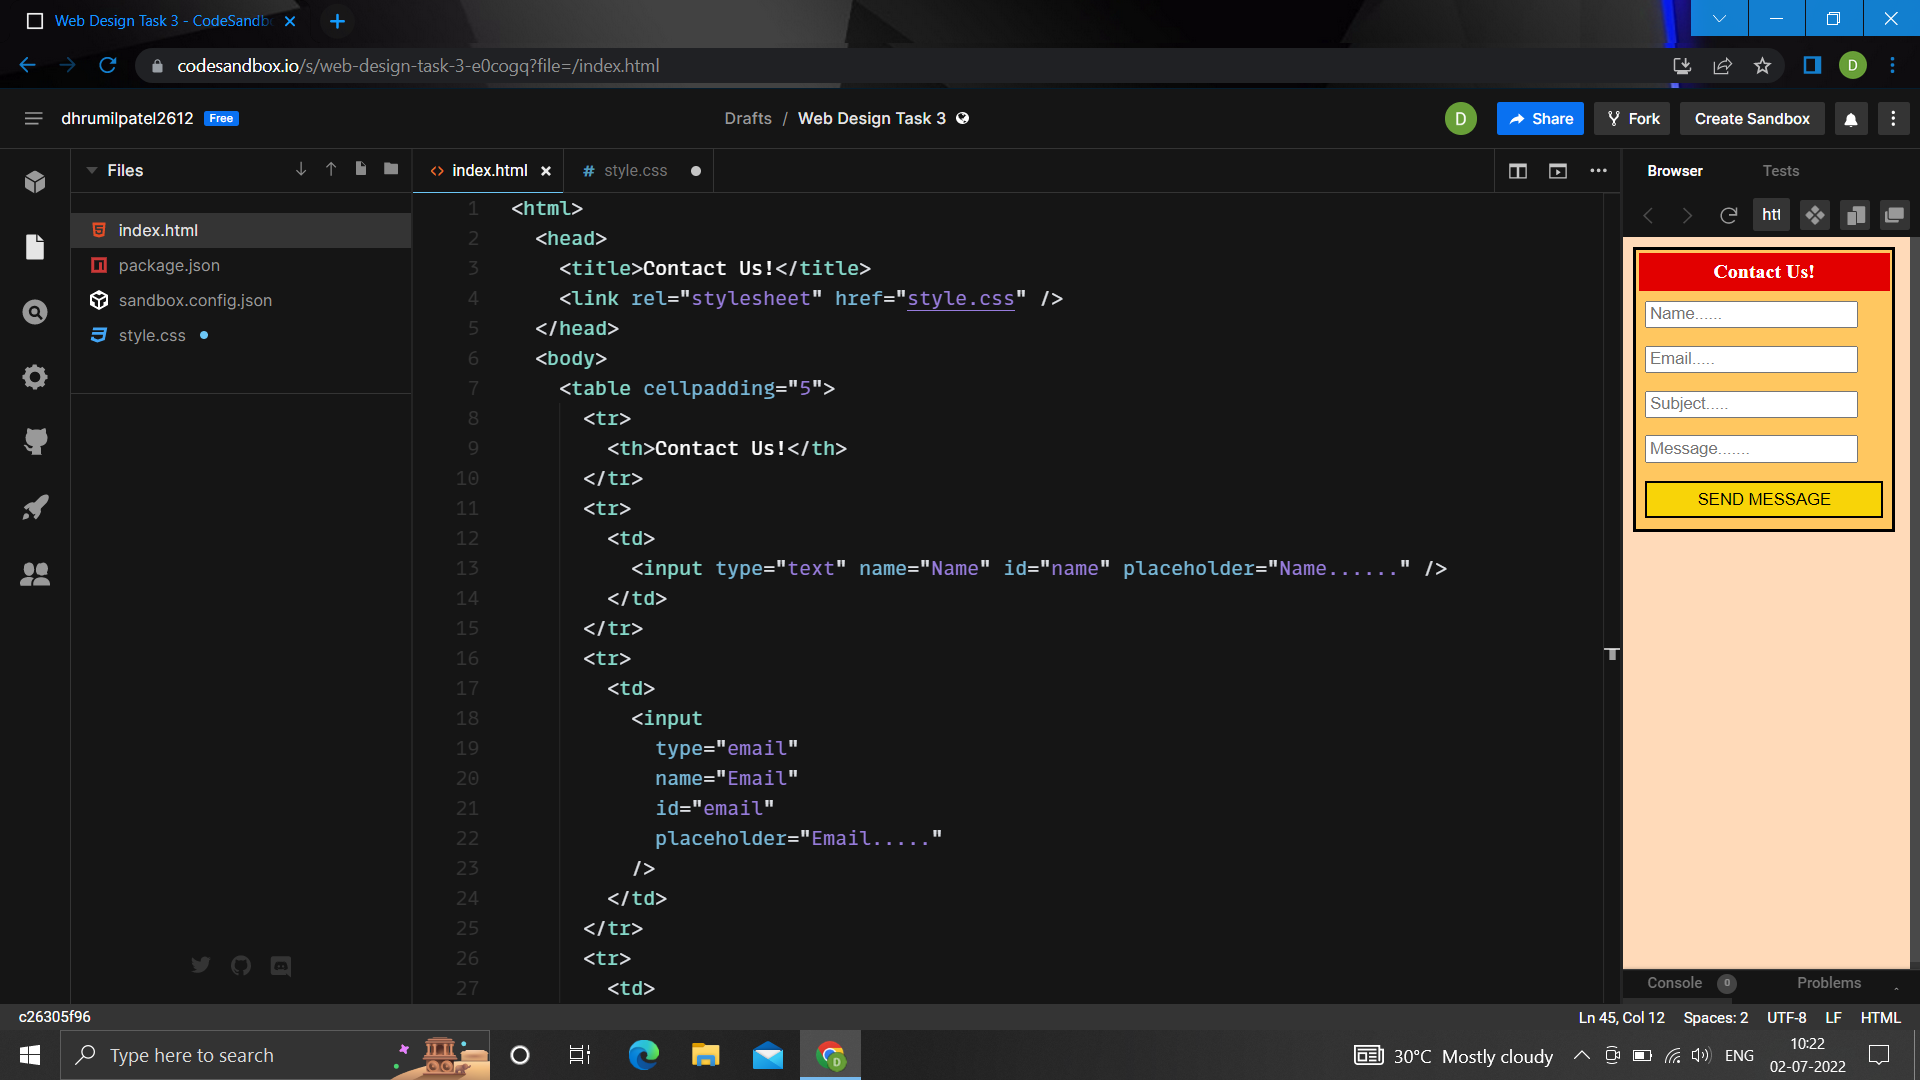 Web Design Task 3 - CodeSandb
codesandbox.io/s/web-design-task-3-e0cogq?file=/index.html
D
dhrumilpatel2612 Free
Drafts / Web Design Task 3
D
Share
Fork
Create Sandbox
Files
index.html
package.json
sandbox.config.json
style.css
index.html
# style.css
1 <html>
2 <head>
3 <title>Contact Us!</title>
4 <link rel="stylesheet" href="style.css" />
5 </head>
6 <body>
7 <table cellpadding="5">
8 <tr>
9 <th>Contact Us!</th>
10 </tr>
11 <tr>
12 <td>
13 <input type="text" name="Name" id="name" placeholder="Name......" />
14 </td>
15 </tr>
16 <tr>
17 <td>
18 <input
19 type="email"
20 name="Email"
21 id="email"
22 placeholder="Email....."
23 />
24 </td>
25 </tr>
26 <tr>
27 <td>
Browser Tests
htt
Contact Us!
Name......
Email.....
Subject.....
Message.......
SEND MESSAGE
Console 0 Problems
c26305f96
Ln 45, Col 12 Spaces: 2 UTF-8 LF HTML
Type here to search
D
30°C Mostly cloudy
ENG
10:22
02-07-2022